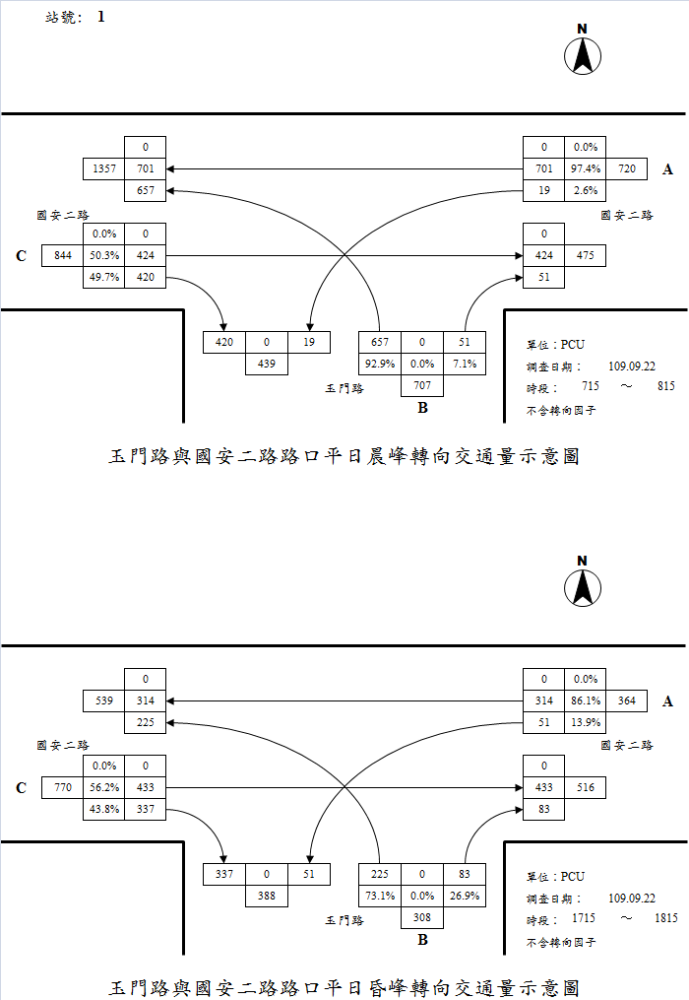 站號: 1
N
0
0 0.0%
1357 701
701 97.4% 720
A
657
19 2.6%
國安二路
國安二路
0.0% 0
0
C
844 50.3% 424
424 475
49.7% 420
51
420 0 19
657 0 51
439
92.9% 0.0% 7.1%
玉門路
707
B
單位：PCU
調查日期： 109.09.22
時段： 715 ～ 815
不含轉向因子
玉門路與國安二路路口平日晨峰轉向交通量示意圖
N
0
0 0.0%
539 314
314 86.1% 364
A
225
51 13.9%
國安二路
國安二路
0.0% 0
0
C
770 56.2% 433
433 516
43.8% 337
83
337 0 51
225 0 83
388
73.1% 0.0% 26.9%
玉門路
308
B
單位：PCU
調查日期： 109.09.22
時段： 1715 ～ 1815
不含轉向因子
玉門路與國安二路路口平日昏峰轉向交通量示意圖